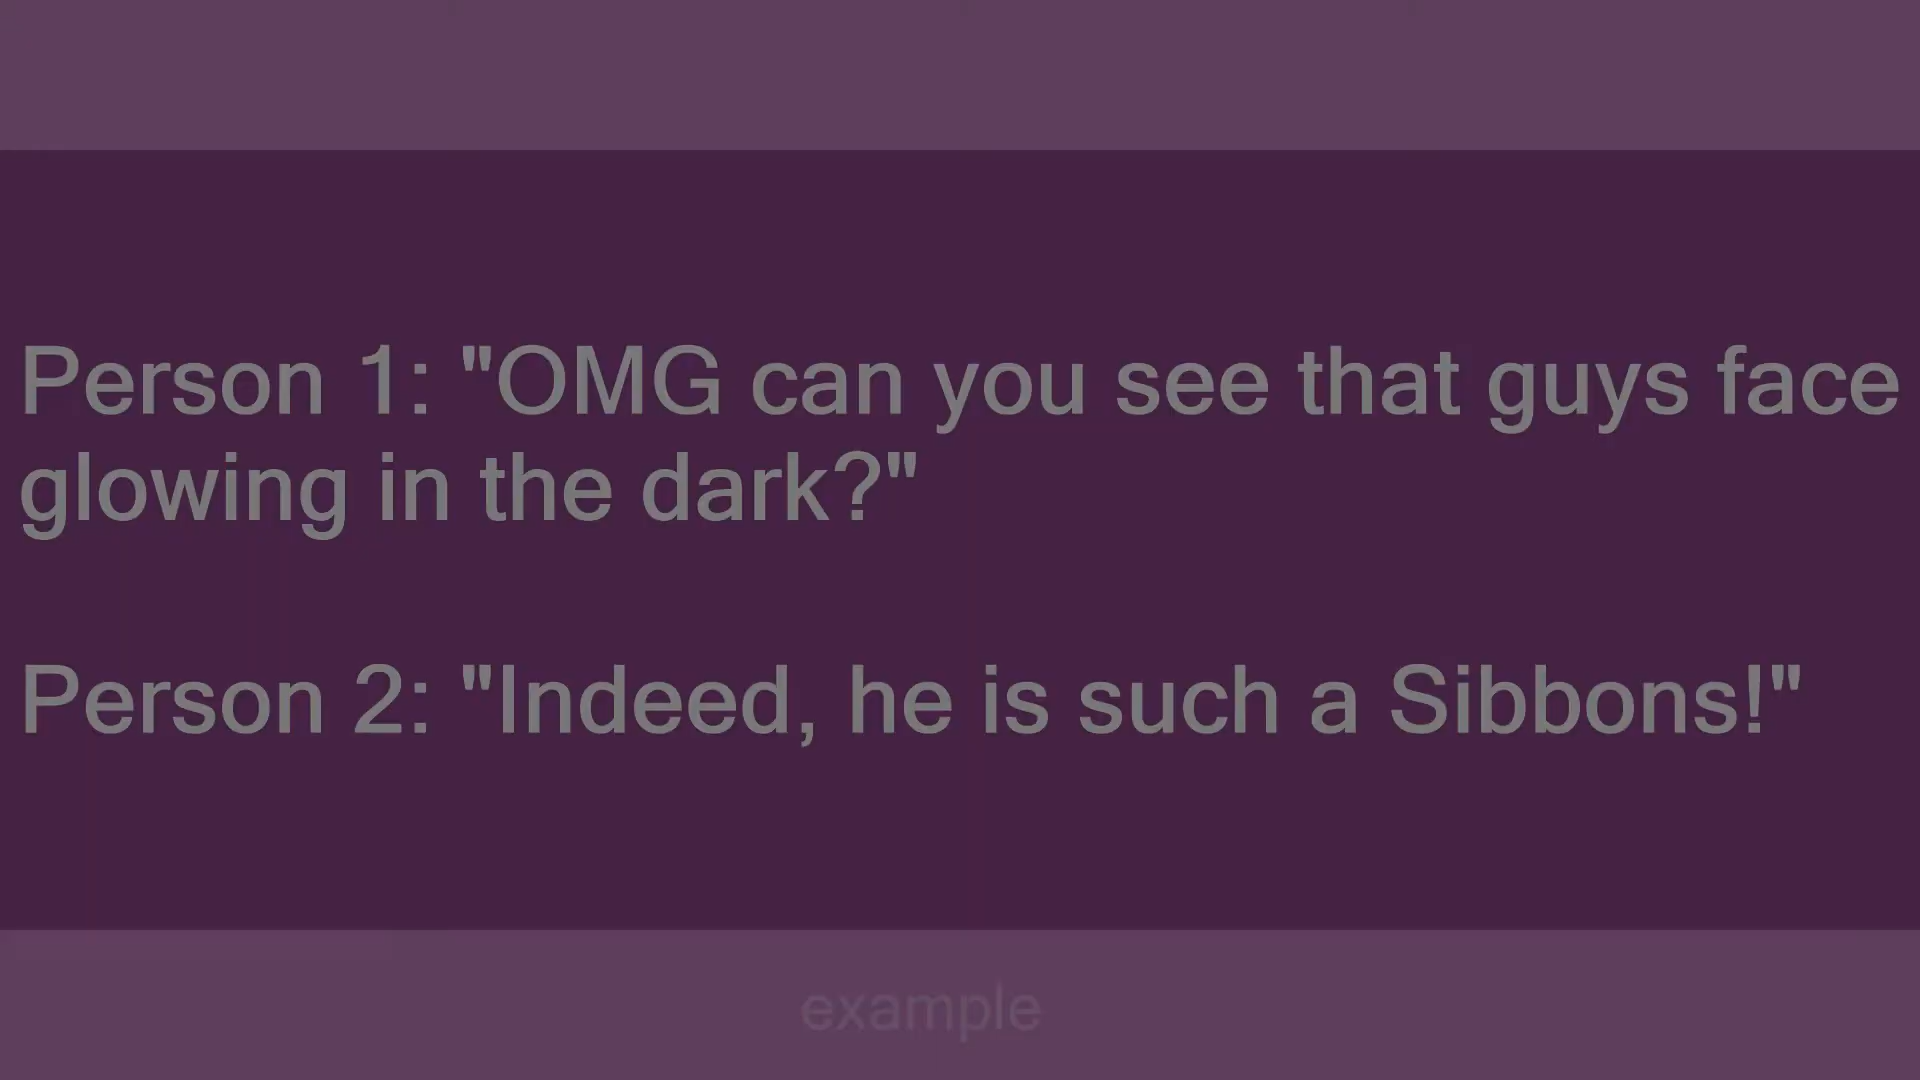 Person 1: "OMG can you see that guys face
glowing in the dark?"
Person 2: "Indeed, he is such a Sibbons!"
example